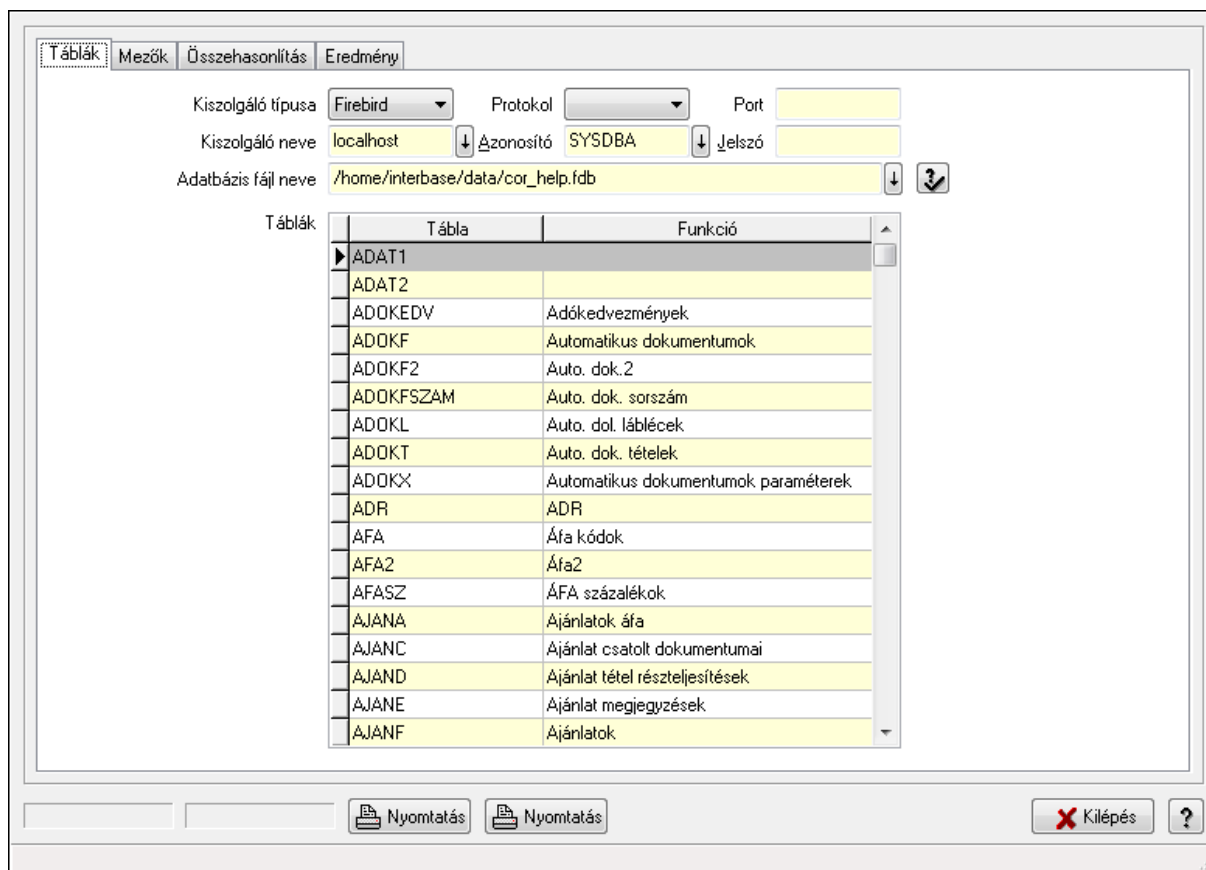 Táblák Mezők Összehasonlítás Eredmény
Kiszolgáló típusa Firebird Protokol Port
Kiszolgáló neve localhost Azonosító SYSDBA Jelszó
Adatbázis fájl neve /home/interbase/data/cor_help.fdb
Táblák Tábla Funkció
ADAT1
ADAT2
ADOKEDV Adókedvezmények
ADOKF Automatikus dokumentumok
ADOKF2 Auto. dok.2
ADOKFSZAM Auto. dok. sorszám
ADOKL Auto. dol. láblécek
ADOKT Auto. dok. tételek
ADOKX Automatikus dokumentumok paraméterek
ADR ADR
AFA Áfa kódok
AFA2 Áfa2
AFASZ ÁFA százalékok
AJANA Ajánlatok áfa
AJANC Ajánlat csatolt dokumentumai
AJAND Ajánlat tétel részteljesítések
AJANE Ajánlat megjegyzések
AJANF Ajánlatok
Nyomtatás Nyomtatás Kilépés ?